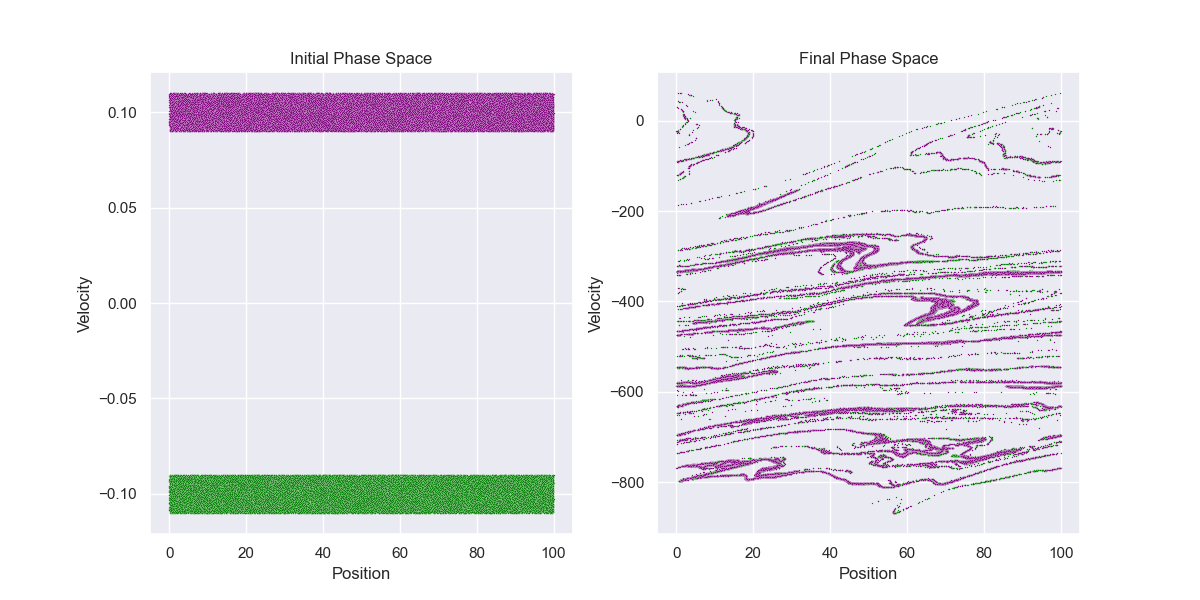 Initial Phase Space
Velocity
0.10
0.05
0.00
−0.05
−0.10
0 20 40 60 80 100
Position
Final Phase Space
Velocity
0
−200
−400
−600
−800
0 20 40 60 80 100
Position